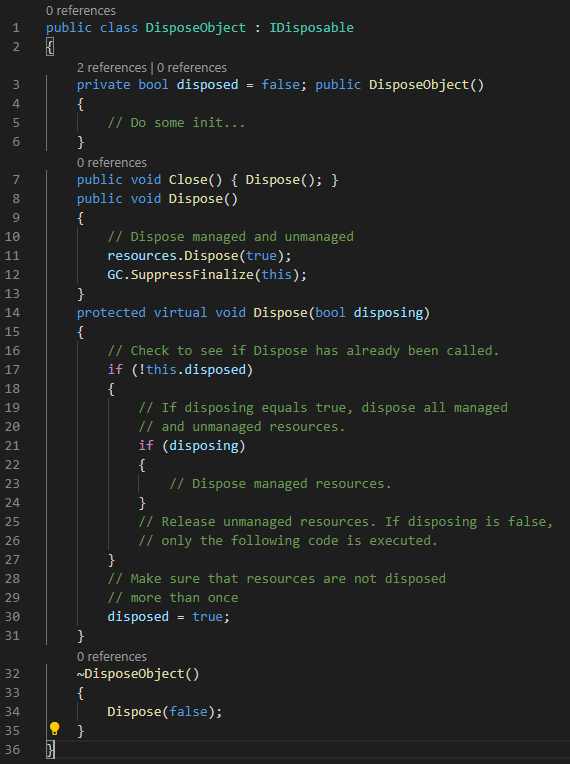 0 references
1 public class DisposeObject : IDisposable
2 {
2 references | 0 references
3 private bool disposed = false; public DisposeObject()
4 {
5 // Do some init...
6 }
0 references
7 public void Close() { Dispose(); }
8 public void Dispose()
9 {
10 // Dispose managed and unmanaged
11 resources.Dispose(true);
12 GC.SuppressFinalize(this);
13 }
14 protected virtual void Dispose(bool disposing)
15 {
16 // Check to see if Dispose has already been called.
17 if (!this.disposed)
18 {
19 // If disposing equals true, dispose all managed
20 // and unmanaged resources.
21 if (disposing)
22 {
23 // Dispose managed resources.
24 }
25 // Release unmanaged resources. If disposing is false,
26 // only the following code is executed.
27 }
28 // Make sure that resources are not disposed
29 // more than once
30 disposed = true;
31 }
0 references
32 ~DisposeObject()
33 {
34 Dispose(false);
35 }
36 }